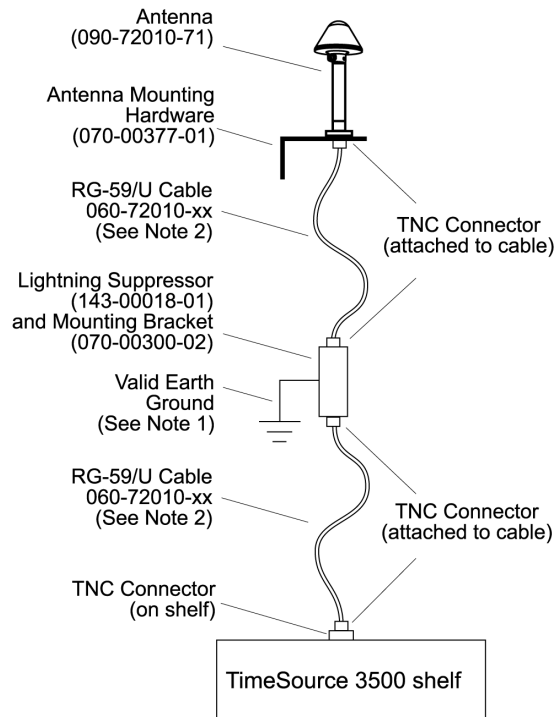 Antenna
(090-72010-71)
Antenna Mounting
Hardware
(070-00377-01)
RG-59/U Cable
060-72010-xx
(See Note 2)
TNC Connector
(attached to cable)
Lightning Suppressor
(143-00018-01)
and Mounting Bracket
(070-00300-02)
Valid Earth
Ground
(See Note 1)
RG-59/U Cable
060-72010-xx
(See Note 2)
TNC Connector
(attached to cable)
TNC Connector
(on shelf)
TimeSource 3500 shelf